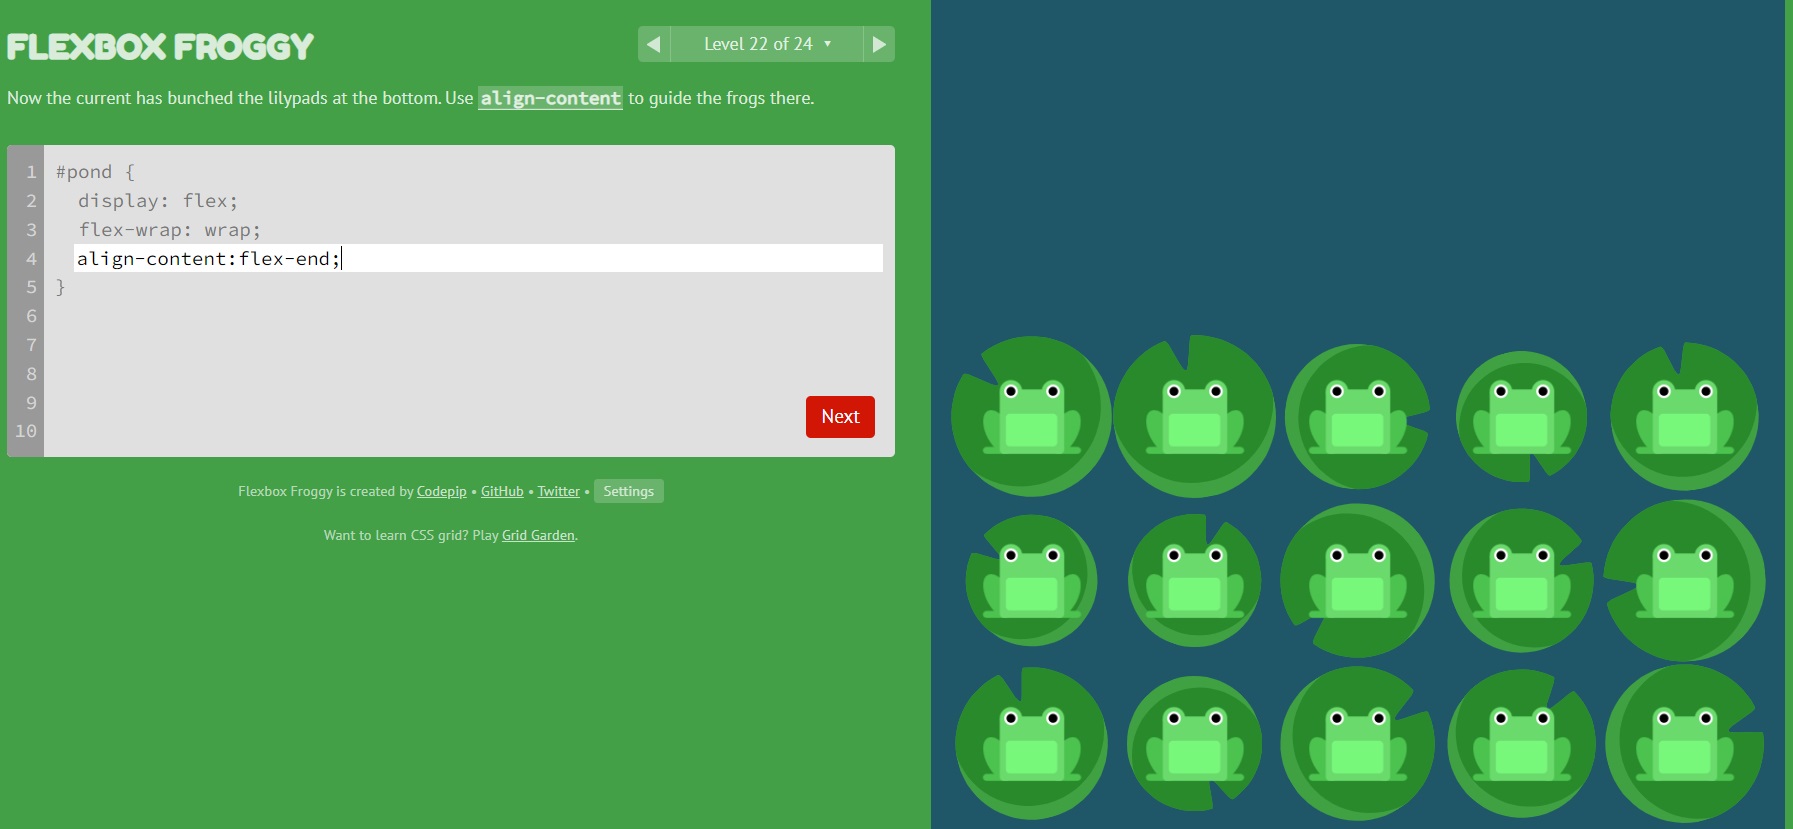 FLEXBOX FROGGY
◀ Level 22 of 24 ▼ ▶
Now the current has bunched the lilypads at the bottom. Use align-content to guide the frogs there.
1 #pond {
2 display: flex;
3 flex-wrap: wrap;
4 align-content:flex-end;
5 }
6
7
8
9
10
Next
Flexbox Froggy is created by Codepip • GitHub • Twitter • Settings
Want to learn CSS grid? Play Grid Garden.